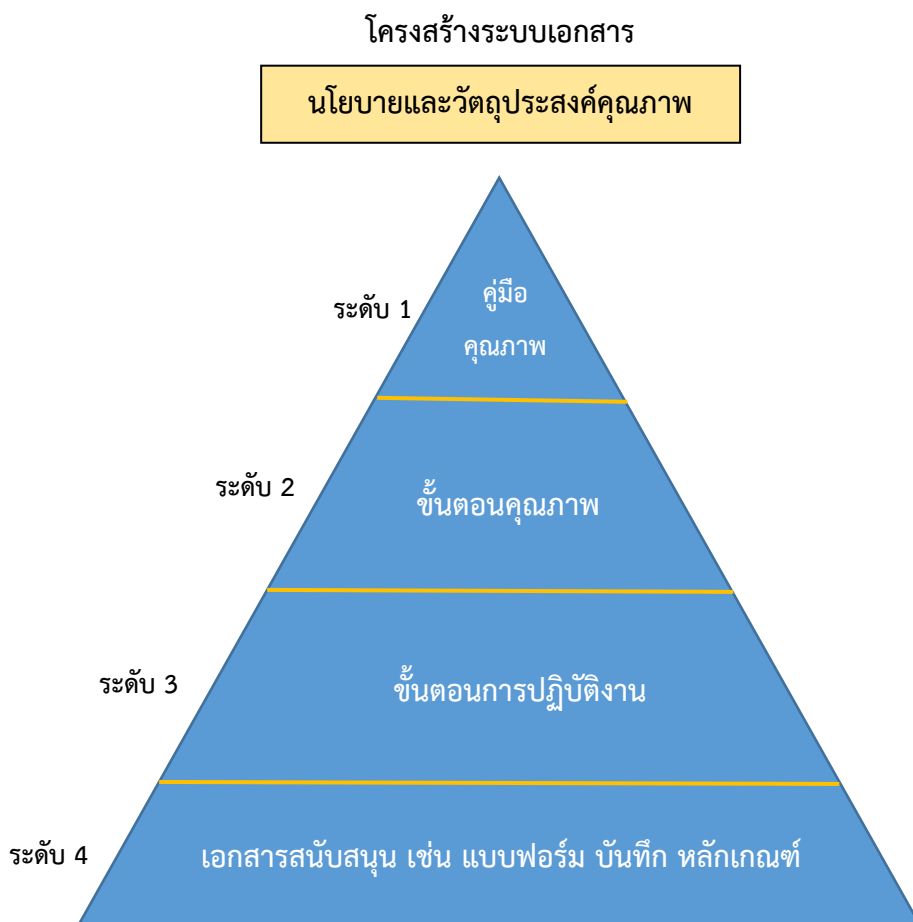 โครงสร้างระบบเอกสาร
นโยบายและวัตถุประสงค์คุณภาพ
ระดับ 1
คู่มือ
คุณภาพ
ระดับ 2
ขั้นตอนคุณภาพ
ระดับ 3
ขั้นตอนการปฏิบัติงาน
ระดับ 4
เอกสารสนับสนุน เช่น แบบฟอร์ม บันทึก หลักเกณฑ์